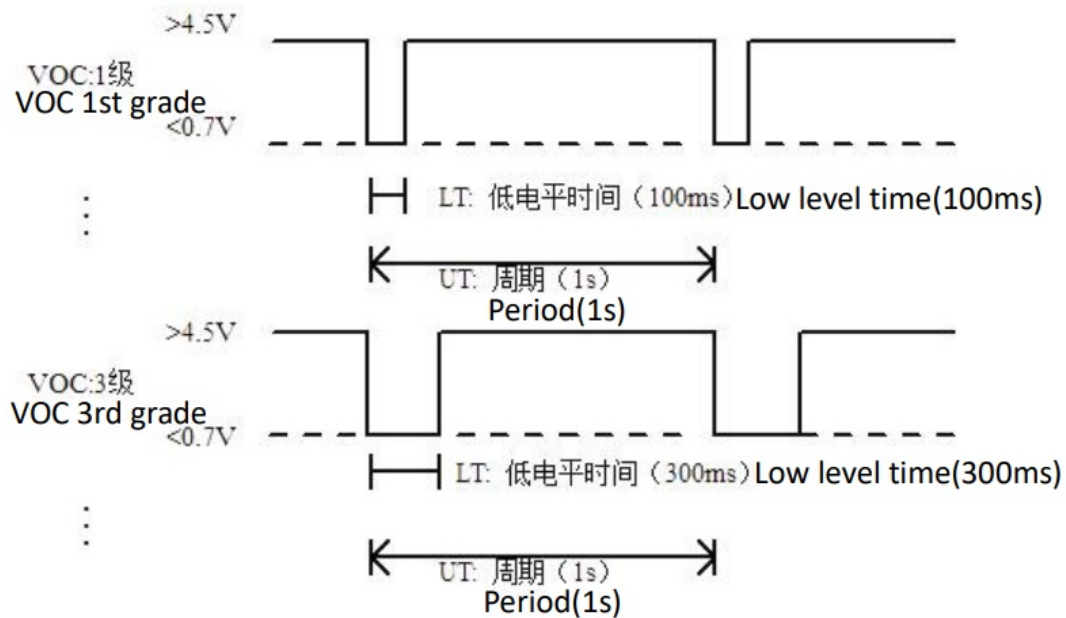 >4.5V
VOC:1级
VOC 1st grade
<0.7V
LT: 低电平时间（100ms）Low level time(100ms)
UT: 周期（1s）
Period(1s)
>4.5V
VOC:3级
VOC 3rd grade
<0.7V
LT: 低电平时间（300ms）Low level time(300ms)
UT: 周期（1s）
Period(1s)